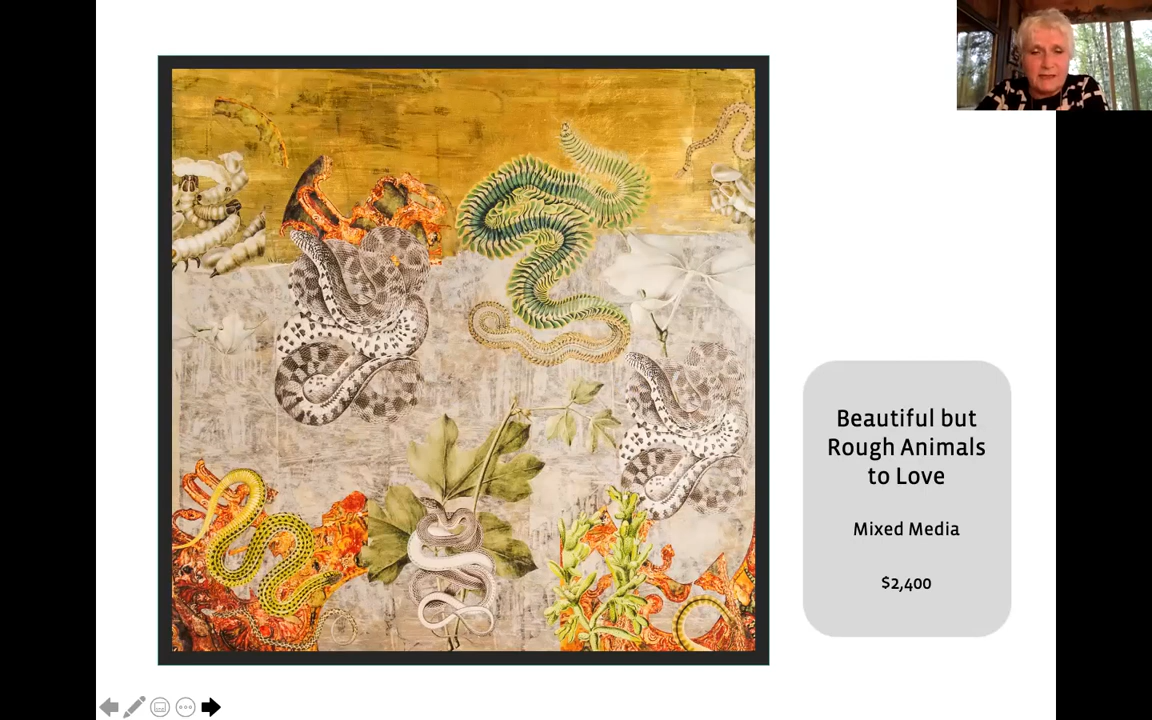 Beautiful but
Rough Animals
to Love
Mixed Media
$2,400